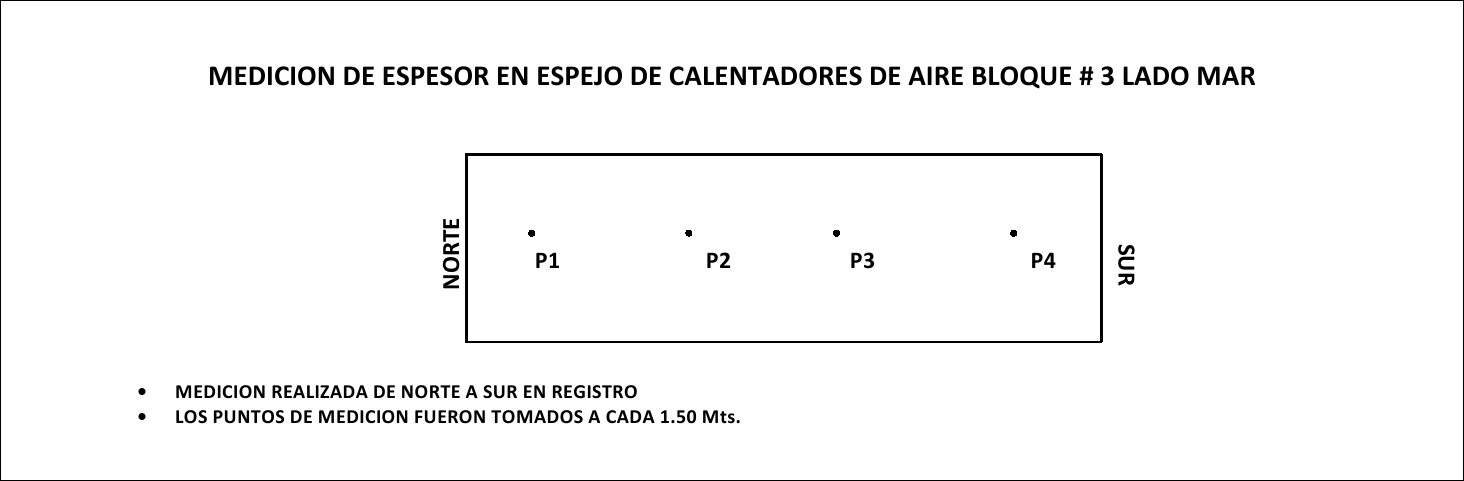 MEDICION DE ESPESOR EN ESPEJO DE CALENTADORES DE AIRE BLOQUE # 3 LADO MAR
NORTE
P1 P2 P3 P4
SUR
• MEDICION REALIZADA DE NORTE A SUR EN REGISTRO
• LOS PUNTOS DE MEDICION FUERON TOMADOS A CADA 1.50 Mts.